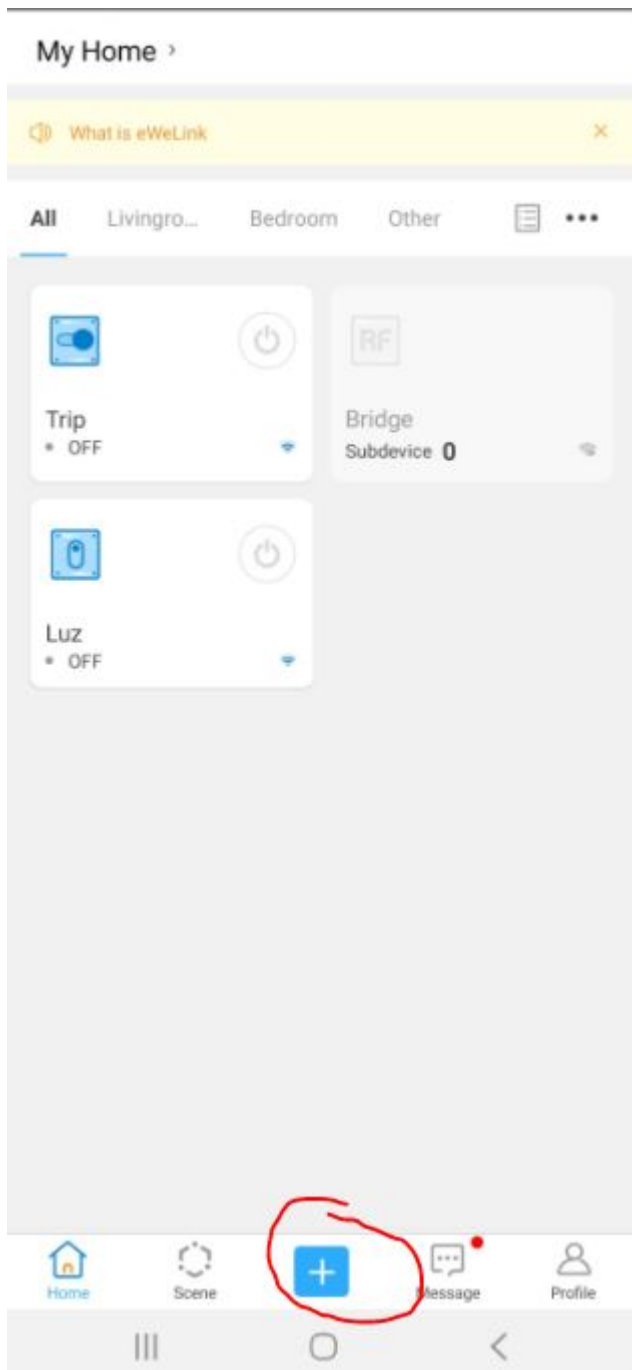 My Home >
What is eWeLink ×
All Livingro... Bedroom Other
RF
Trip
OFF
Bridge
Subdevice 0
Luz
OFF
Home Scene Message Profile